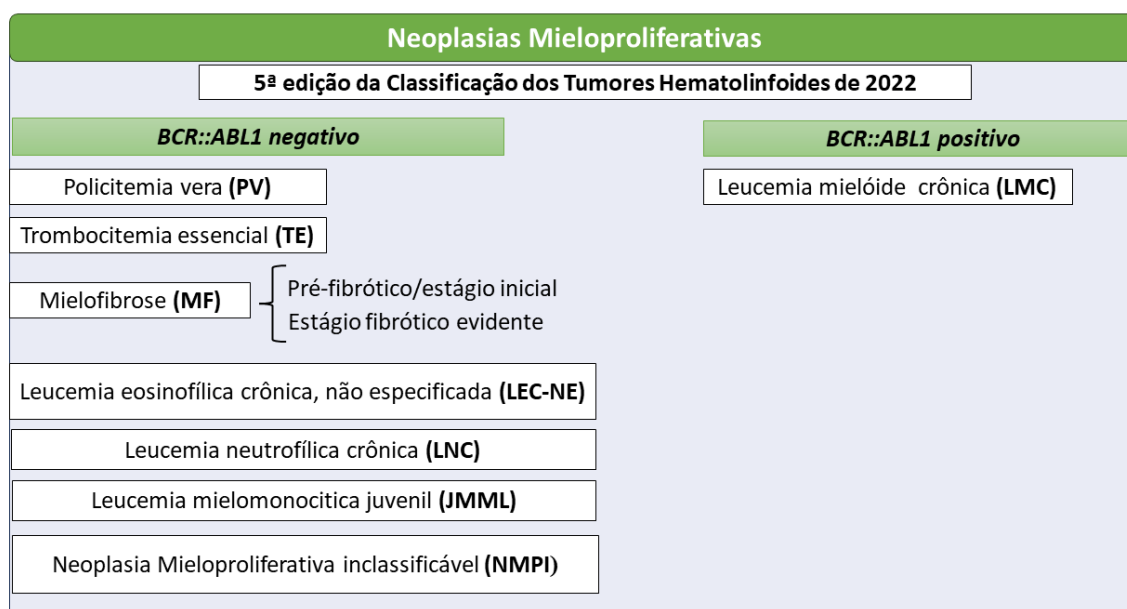 Neoplasias Mieloproliferativas
5ª edição da Classificação dos Tumores Hematolinfoides de 2022
BCR::ABL1 negativo
Policitemia vera (PV)
Trombocitemia essencial (TE)
Mielofibrose (MF)
Pré-fibrótico/estágio inicial
Estágio fibrótico evidente
Leucemia eosinofílica crônica, não especificada (LEC-NE)
Leucemia neutrofílica crônica (LNC)
Leucemia mielomonocitica juvenil (JMML)
Neoplasia Mieloproliferativa inclassificável (NMPI)
BCR::ABL1 positivo
Leucemia mielóide crônica (LMC)